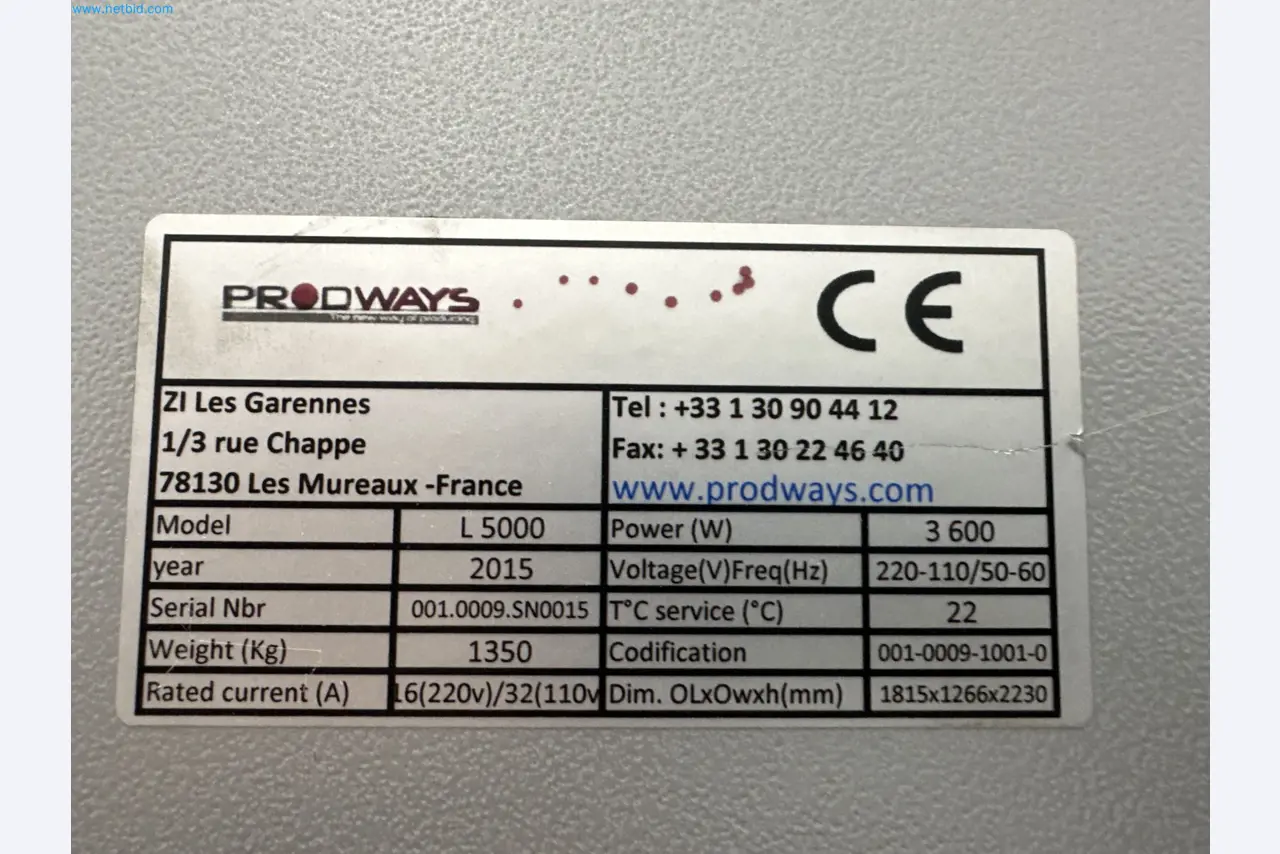 www.netbid.com
PRODWAYS
The new way of producing
CE
ZI Les Garennes
1/3 rue Chappe
78130 Les Mureaux -France
Tel : +33 1 30 90 44 12
Fax: + 33 1 30 22 46 40
www.prodways.com
Model L 5000 Power (W) 3 600
year 2015 Voltage(V)Freq(Hz) 220-110/50-60
Serial Nbr 001.0009.SN0015 T°C service (°C) 22
Weight (Kg) 1350 Codification 001-0009-1001-0
Rated current (A) 16(220v)/32(110v Dim. OLxOwxh(mm) 1815x1266x2230